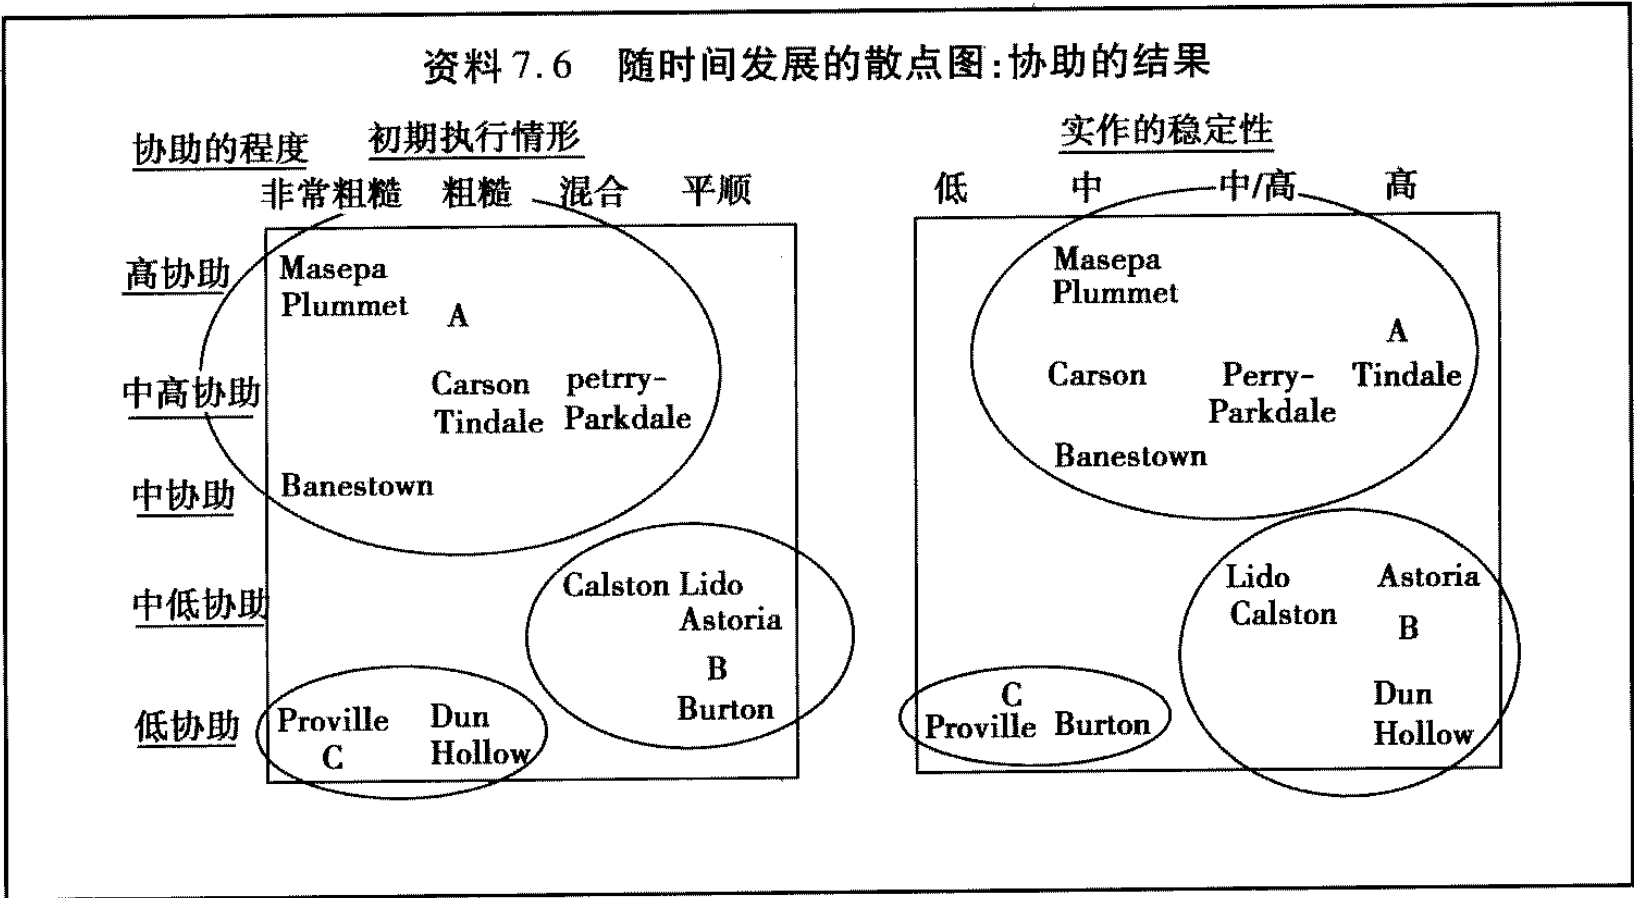 资料7.6 随时间发展的散点图:协助的结果
协助的程度 初期执行情形
非常粗糙 粗糙 混合 平顺
高协助 Masepa
Plummet A
中高协助 Carson petrry-
Tindale Parkdale
中协助 Banestown
中低协助 Calston Lido
Astoria
B
Burton
低协助 Proville Dun
C Hollow
实作的稳定性
低 中 中/高 高
Masepa
Plummet
A
Carson Perry- Tindale
Parkdale
Banestown
Lido Astoria
Calston B
C Dun
Proville Burton Hollow